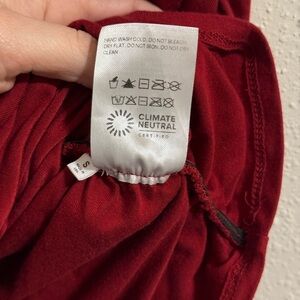 HAND WASH COLD. DO NOT BLEACH.
DRY FLAT. DO NOT IRON. DO NOT DRY
CLEAN
CLIMATE
NEUTRAL
CERTIFIED
S